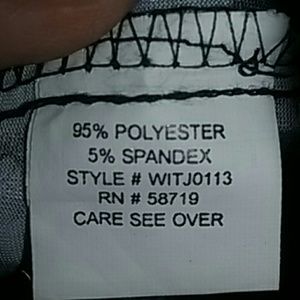 95% POLYESTER
5% SPANDEX
STYLE # WITJ0113
RN # 58719
CARE SEE OVER